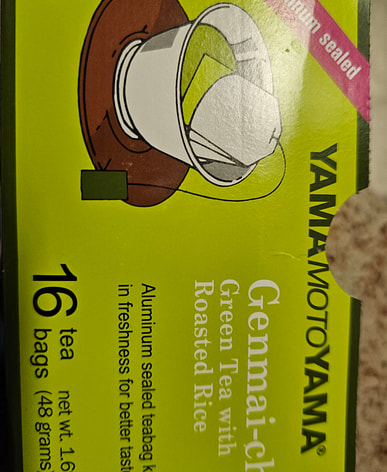 num sealed
YAMAMOTOYAMA®
Genmai-c
Green Tea with
Roasted Rice
Aluminum sealed teabag k
in freshness for better tast
16 tea bags
net wt. 1.6
(48 grams